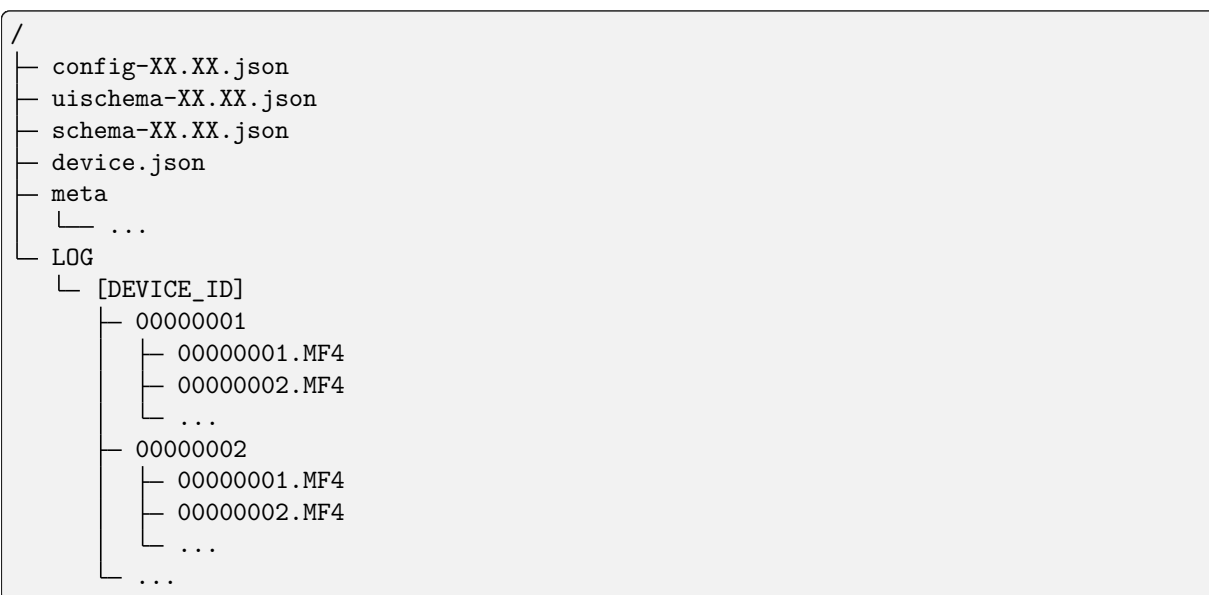 /
├─ config-XX.XX.json
├─ uischema-XX.XX.json
├─ schema-XX.XX.json
├─ device.json
├─ meta
│  └── ...
└─ LOG
   └─ [DEVICE_ID]
      ├─ 00000001
      │  ├─ 00000001.MF4
      │  ├─ 00000002.MF4
      │  └─ ...
      ├─ 00000002
      │  ├─ 00000001.MF4
      │  ├─ 00000002.MF4
      │  └─ ...
      └─ ...